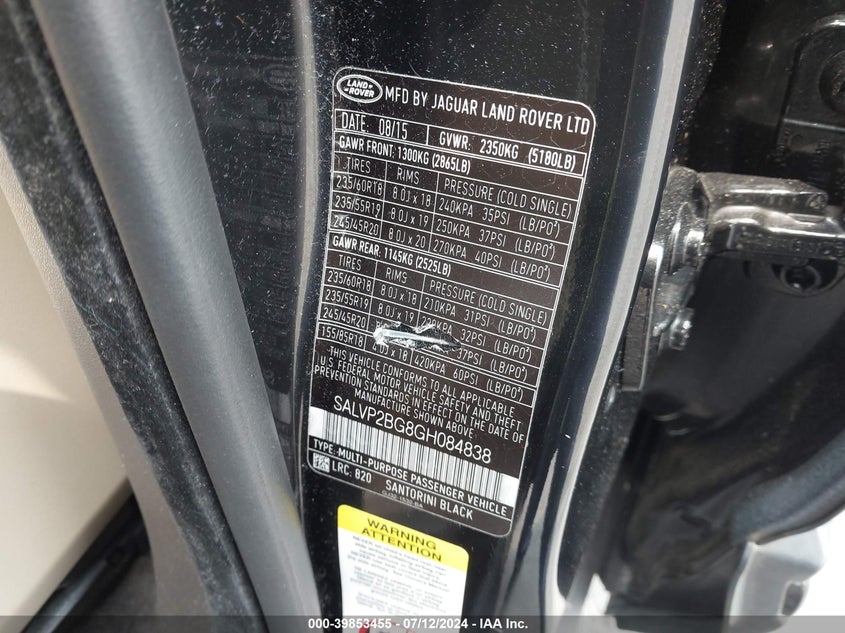 LAND ROVER
MFD BY JAGUAR LAND ROVER LTD
DATE: 08/15 GVWR: 2350KG (5180LB)
GAWR FRONT: 1300KG (2865LB)
TIRES RIMS PRESSURE (COLD SINGLE)
235/60R18 8.0J x 18 240KPA 35PSI (LB/PO²)
235/55R19 8.0J x 19 250KPA 37PSI (LB/PO²)
245/45R20 8.0J x 20 270KPA 40PSI (LB/PO²)
GAWR REAR: 1145KG (2525LB)
TIRES RIMS PRESSURE (COLD SINGLE)
235/60R18 8.0J x 18 210KPA 31PSI (LB/PO²)
235/55R19 8.0J x 19 32PSI (LB/PO²)
245/45R20 37PSI (LB/PO²)
155/85R18 4.0J x 18 420KPA 60PSI (LB/PO²)
THIS VEHICLE CONFORMS TO ALL APPLICABLE
U.S. FEDERAL MOTOR VEHICLE SAFETY AND THEFT
PREVENTION STANDARDS IN EFFECT ON THE DATE OF
MANUFACTURE SHOWN ABOVE.
SALVP2BG8GH084838
TYPE: MULTI-PURPOSE PASSENGER VEHICLE
LRC: 820 SANTORINI BLACK
WARNING
ATTENTION
000-39853455 - 07/12/2024 - IAA Inc.